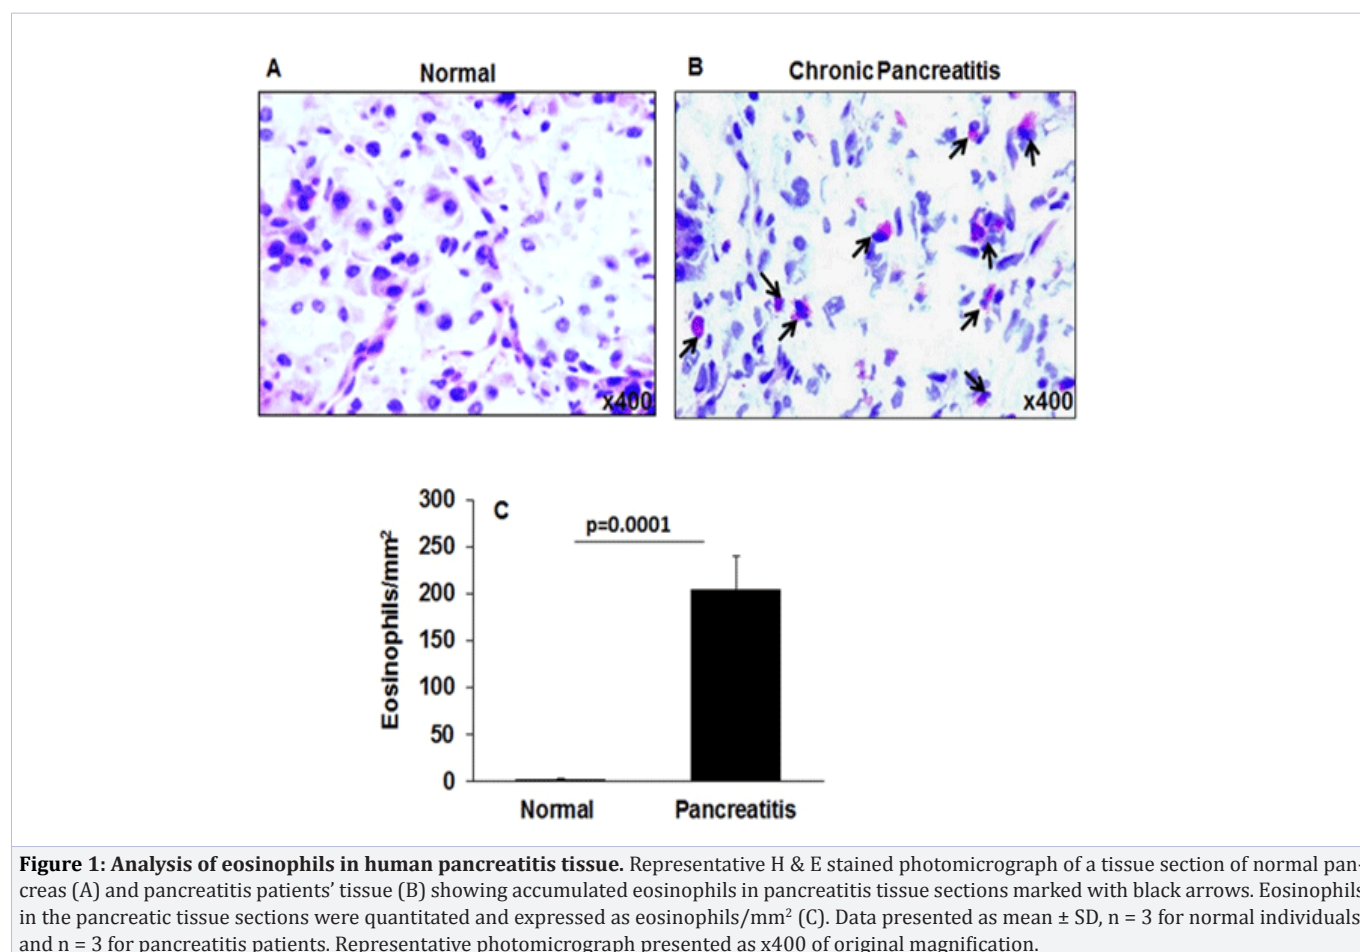 A
Normal
x400
B
Chronic Pancreatitis
x400
C
p=0.0001
Eosinophils/mm²
300
250
200
150
100
50
0
Normal
Pancreatitis
Figure 1: Analysis of eosinophils in human pancreatitis tissue. Representative H & E stained photomicrograph of a tissue section of normal pan-
creas (A) and pancreatitis patients’ tissue (B) showing accumulated eosinophils in pancreatitis tissue sections marked with black arrows. Eosinophils
in the pancreatic tissue sections were quantitated and expressed as eosinophils/mm² (C). Data presented as mean ± SD, n = 3 for normal individuals
and n = 3 for pancreatitis patients. Representative photomicrograph presented as x400 of original magnification.